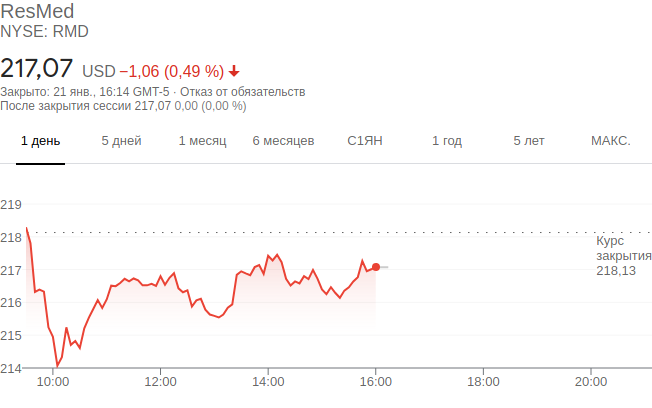 ResMed
NYSE: RMD
217,07 USD −1,06 (0,49 %)
Закрыто: 21 янв., 16:14 GMT-5 · Отказ от обязательств
После закрытия сессии 217,07 0,00 (0,00 %)
1 день 5 дней 1 месяц 6 месяцев С1ЯН 1 год 5 лет МАКС.
219
218
217
216
215
214
Курс
закрытия
218,13
10:00 12:00 14:00 16:00 18:00 20:00